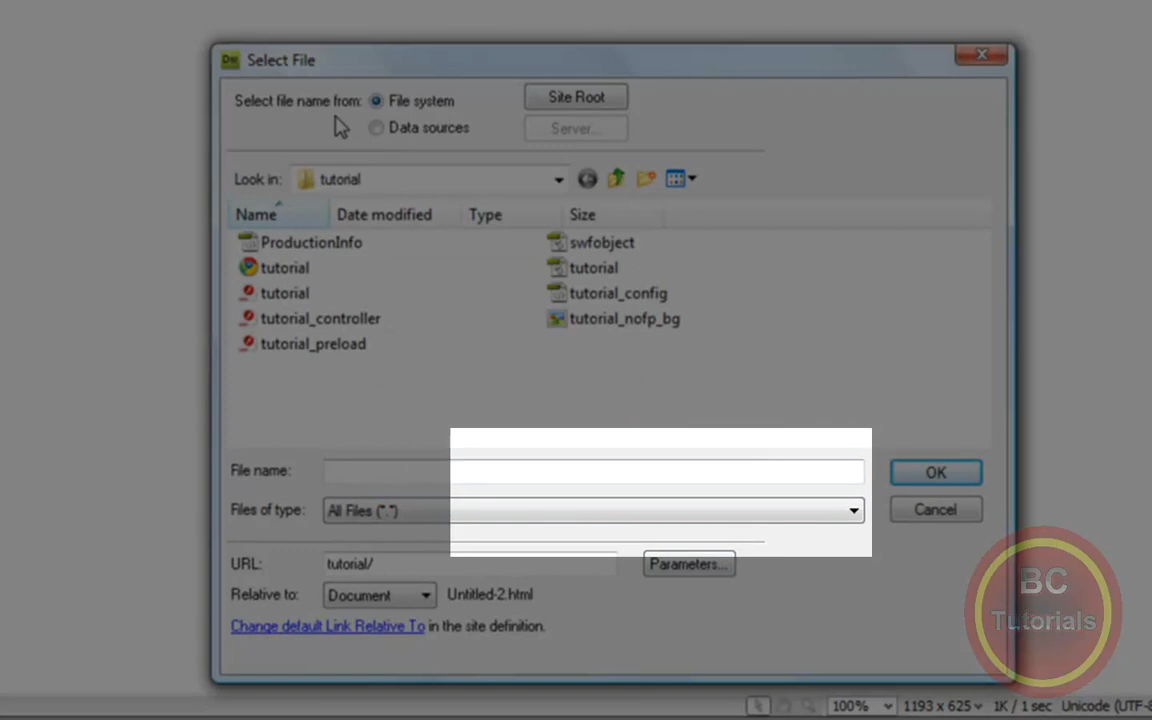 Dw Select File
Select file name from: File system Site Root
Data sources Server...
Look in: tutorial
Name Date modified Type Size
ProductionInfo swfobject
tutorial tutorial
tutorial tutorial_config
tutorial_controller tutorial_nofp_bg
tutorial_preload
File name: OK
Files of type: All Files (*.*) Cancel
URL: tutorial/ Parameters...
Relative to: Document Untitled-2.html
Change default Link Relative To in the site definition.
BC
Tutorials
100% 1193 x 625 1K / 1 sec Unicode (UTF-8